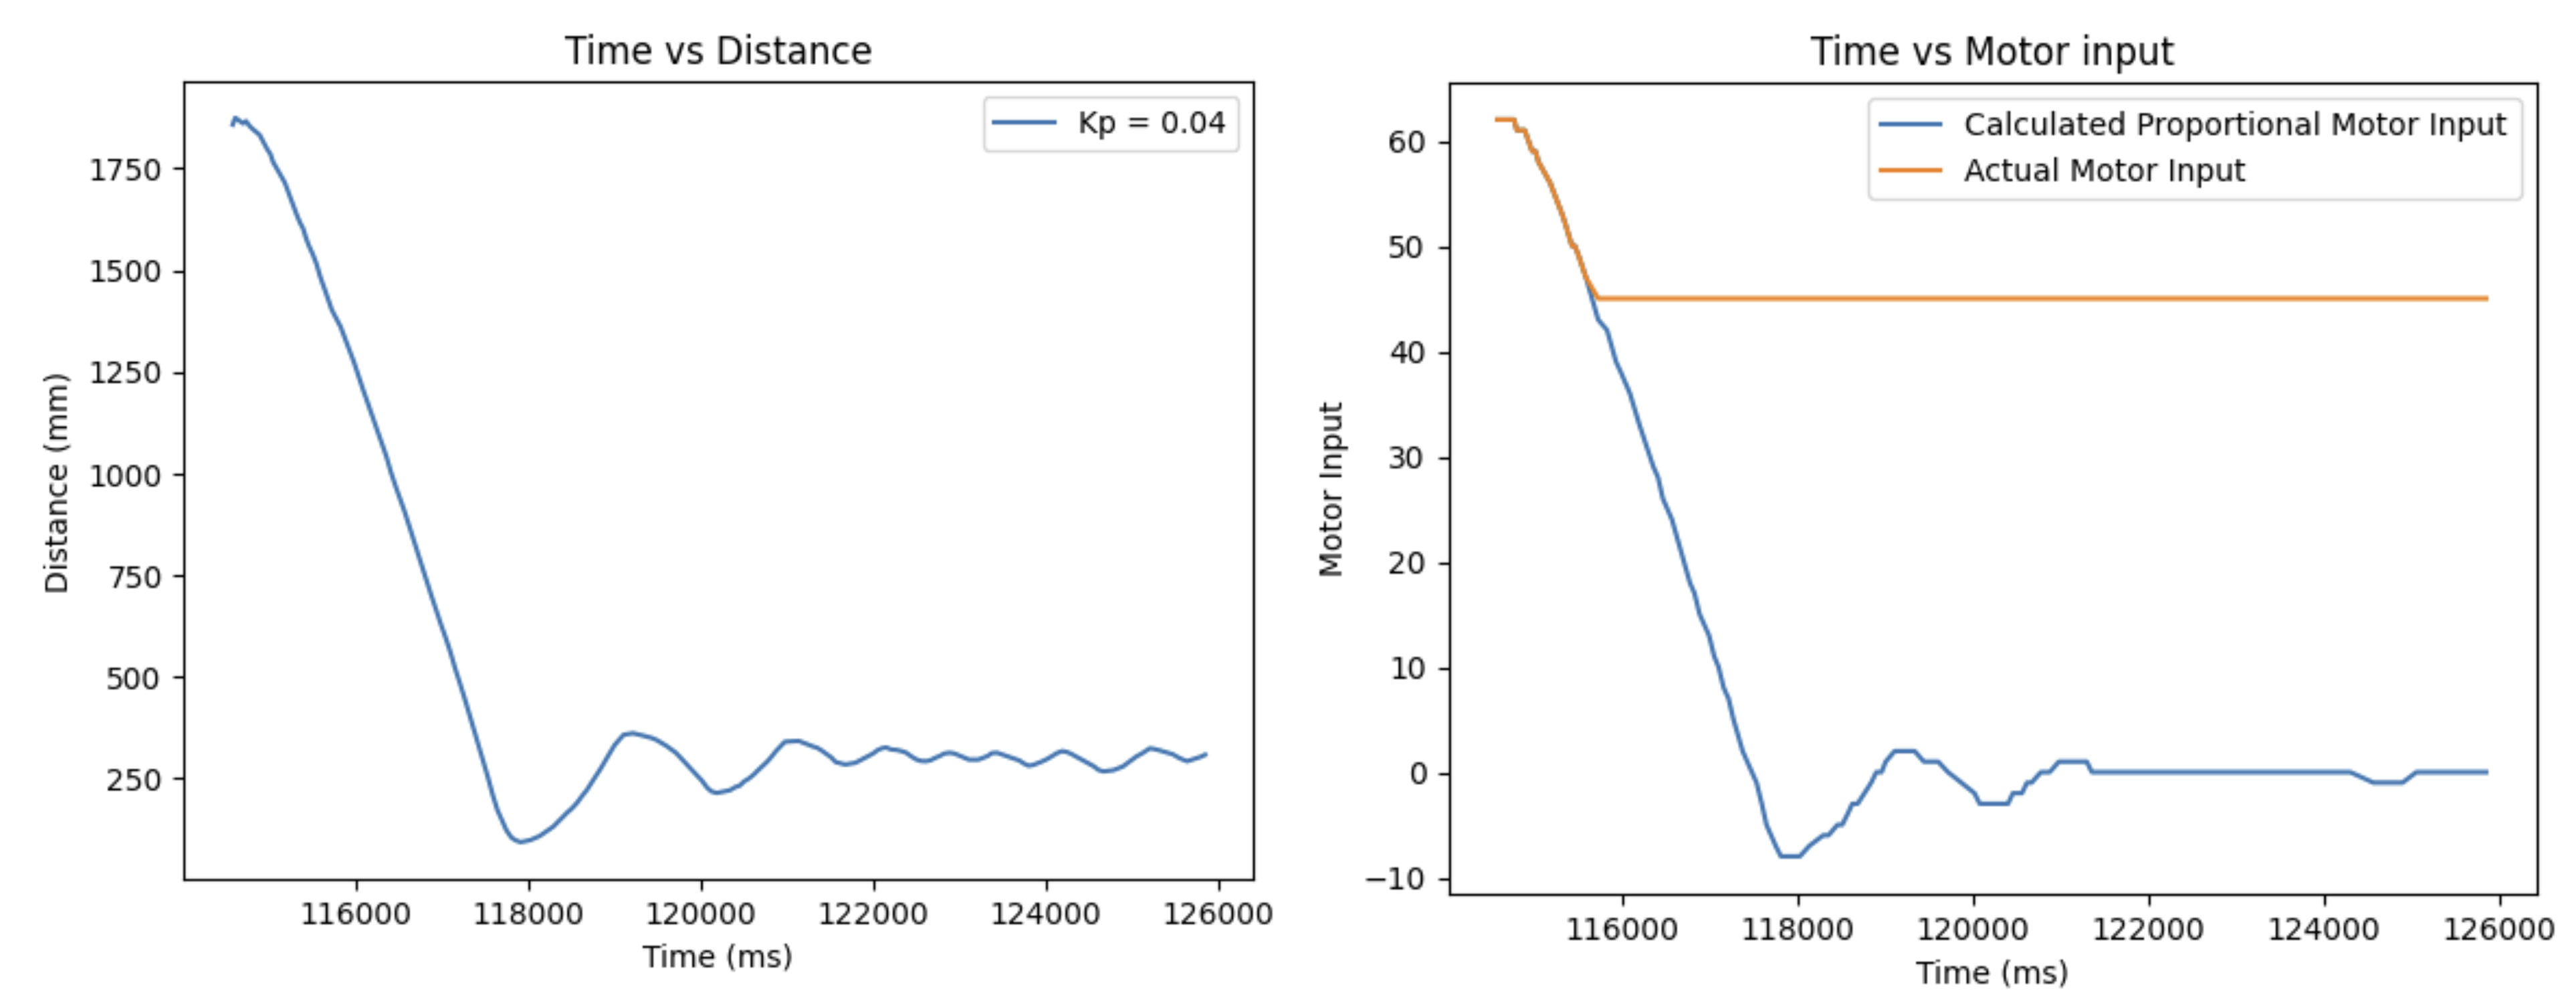 Time vs Distance
Kp = 0.04
1750
1500
1250
1000
750
500
250
Distance (mm)
116000 118000 120000 122000 124000 126000
Time (ms)
Time vs Motor input
Calculated Proportional Motor Input
Actual Motor Input
60
50
40
30
20
10
0
−10
Motor Input
116000 118000 120000 122000 124000 126000
Time (ms)